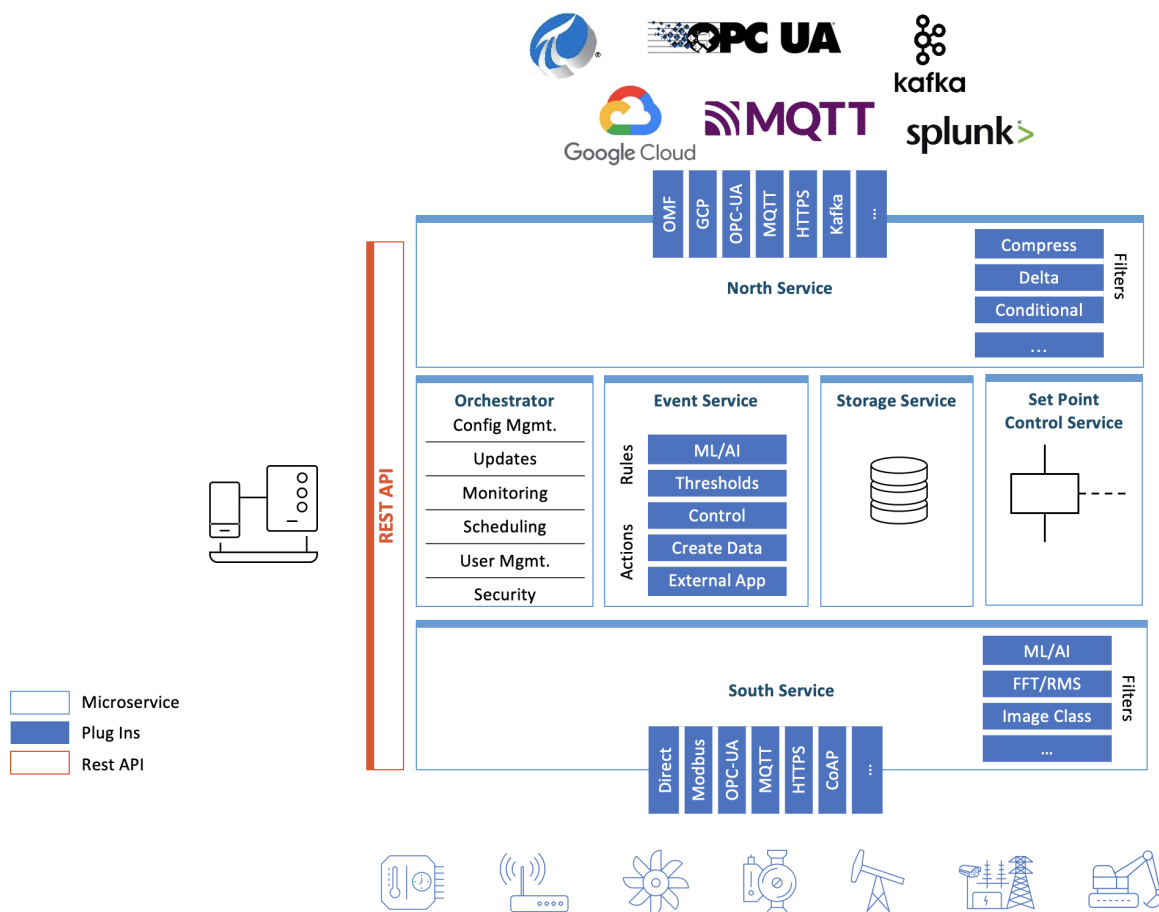 ®
OPC UA
kafka
Google Cloud
MQTT
splunk>
OMF
GCP
OPC-UA
MQTT
HTTPS
Kafka
...
North Service
Compress
Delta
Conditional
...
Filters
REST API
Orchestrator
Config Mgmt.
Updates
Monitoring
Scheduling
User Mgmt.
Security
Event Service
Rules
ML/AI
Thresholds
Actions
Control
Create Data
External App
Storage Service
Set Point
Control Service
South Service
ML/AI
FFT/RMS
Image Class
...
Filters
Direct
Modbus
OPC-UA
MQTT
HTTPS
CoAP
...
Microservice
Plug Ins
Rest API